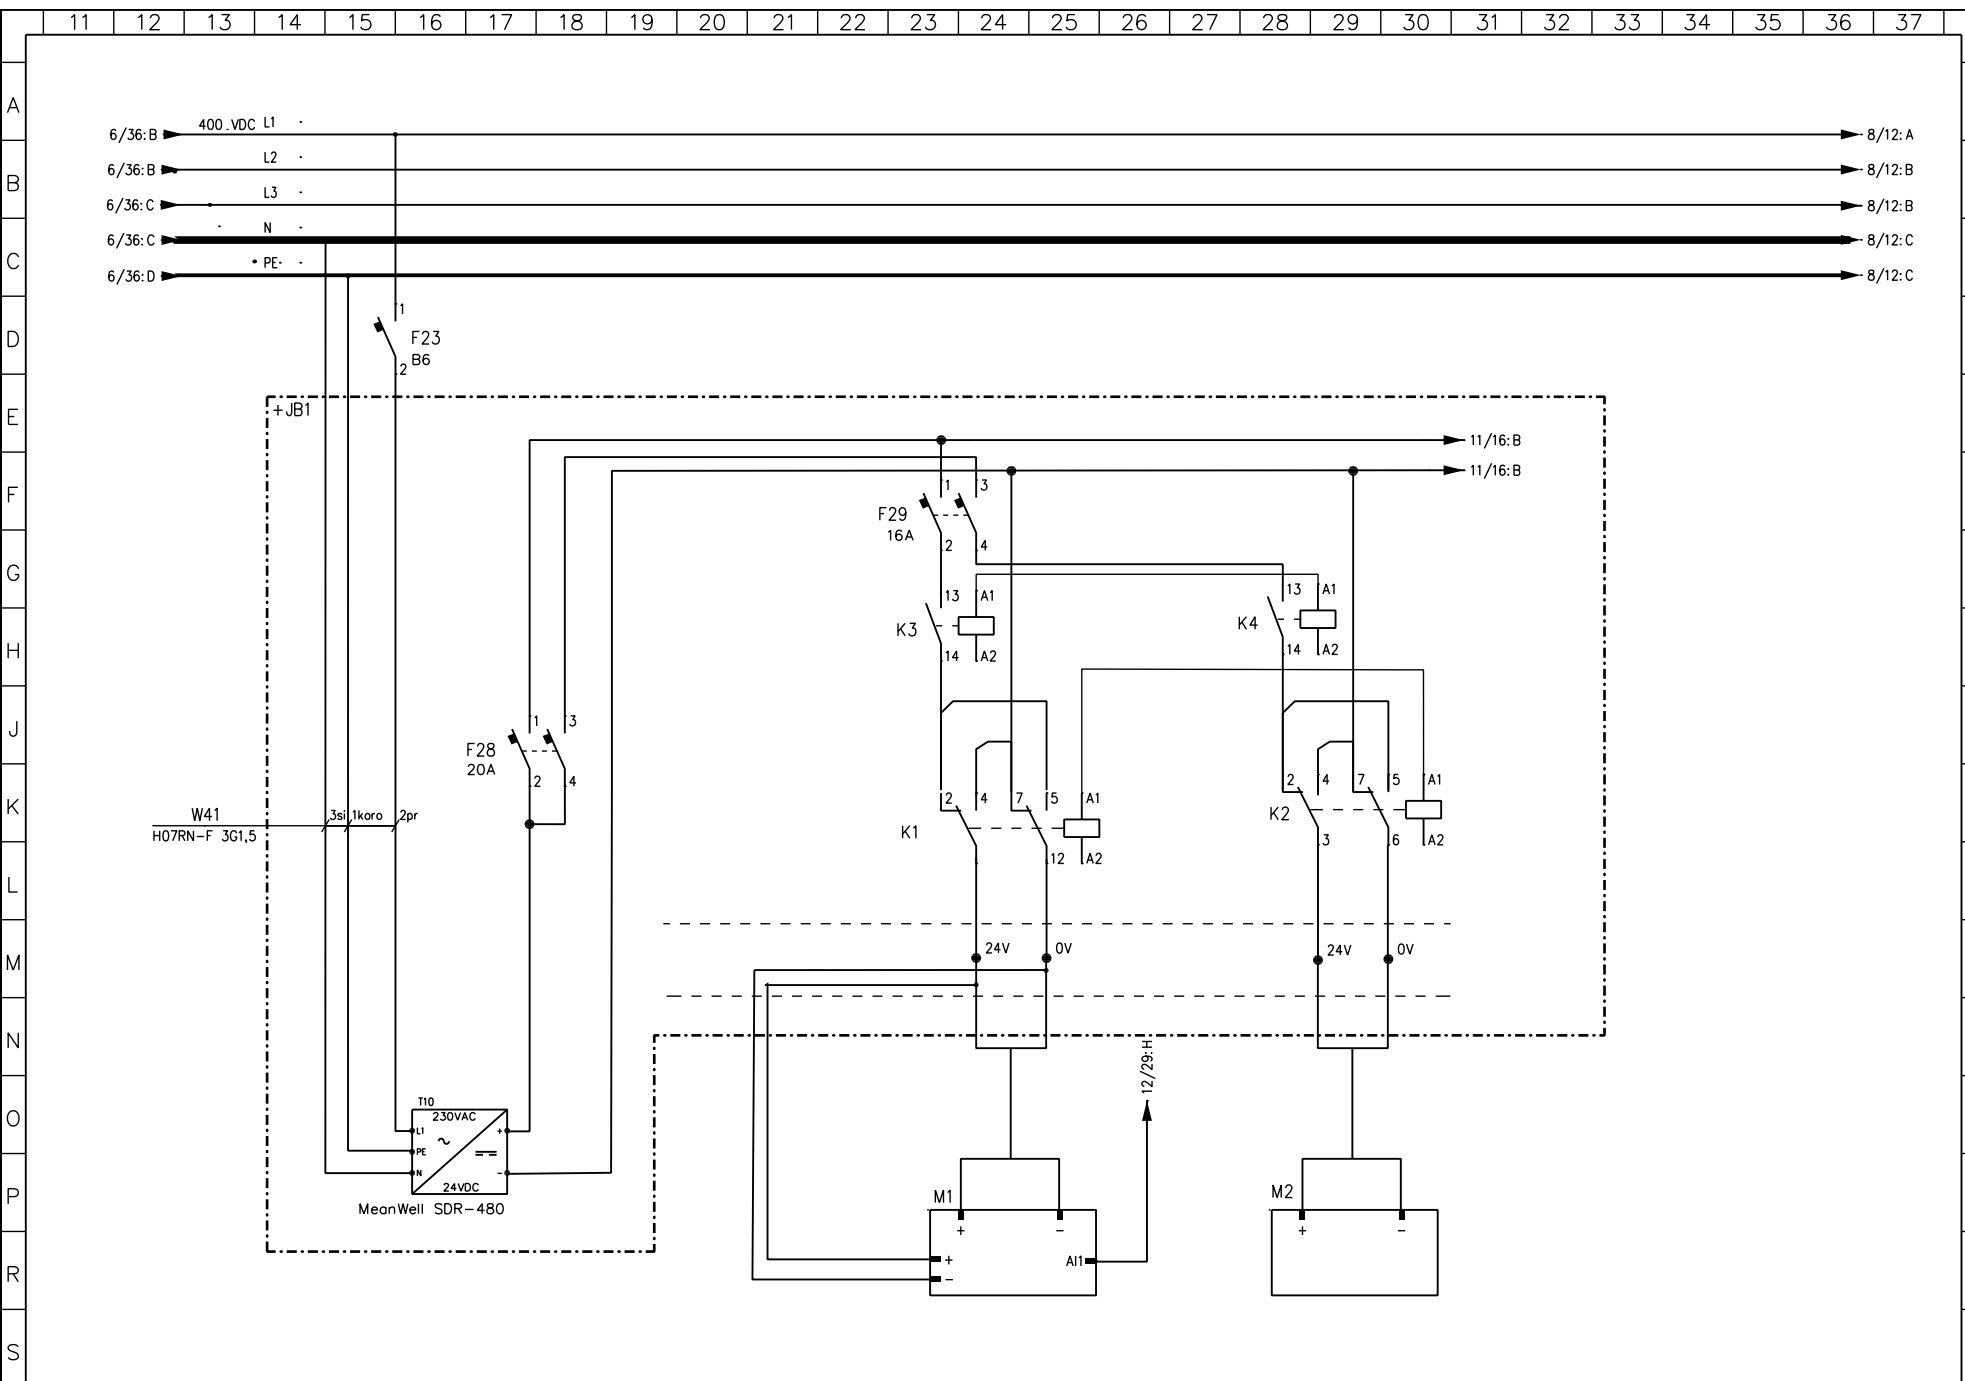 11 12 13 14 15 16 17 18 19 20 21 22 23 24 25 26 27 28 29 30 31 32 33 34 35 36 37
A
400.VDC L1
6/36:B 8/12:A
L2
6/36:B 8/12:B
B
L3
6/36:C 8/12:B
N
6/36:C 8/12:C
C
PE
6/36:D 8/12:C
1
D F23
B6
2
E +JB1
11/16:B
11/16:B
F 1 3
F29
16A
2 4
G
13 A1 13 A1
K3 K4
H 14 A2 14 A2
J 1 3
F28
20A
2 4
2 4 7 5 A1
2 4 7 5 A1
K W41 3si 1koro 2pr
H07RN-F 3G1,5
K1 K2
3 6 A2
12 A2
L
24V 0V 24V 0V
M
N
12/29:H
T10
O 230VAC
L1 +
~
PE
N -
24VDC
P M1 M2
MeanWell SDR-480
+ - + -
R + AI1
-
S